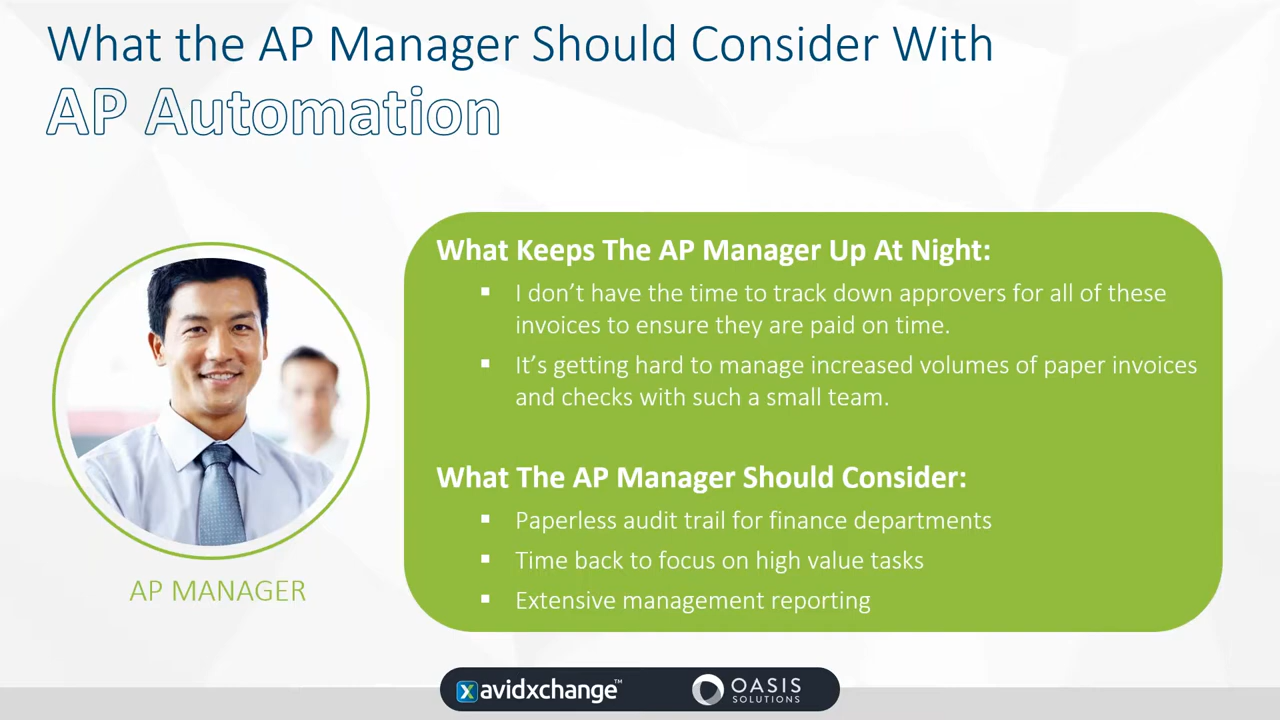 What the AP Manager Should Consider With
AP Automation
What Keeps The AP Manager Up At Night:
▪ I don’t have the time to track down approvers for all of these
invoices to ensure they are paid on time.
▪ It’s getting hard to manage increased volumes of paper invoices
and checks with such a small team.
What The AP Manager Should Consider:
▪ Paperless audit trail for finance departments
▪ Time back to focus on high value tasks
▪ Extensive management reporting
AP MANAGER
avidxchange™
OASIS
SOLUTIONS